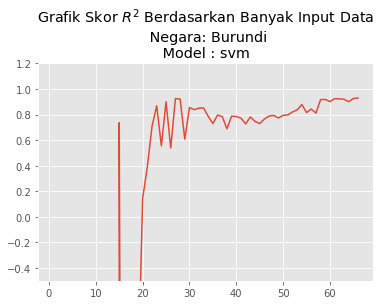 Grafik Skor $R^2$ Berdasarkan Banyak Input Data
Negara: Burundi
Model : svm
1.2
1.0
0.8
0.6
0.4
0.2
0.0
−0.2
−0.4
0 10 20 30 40 50 60